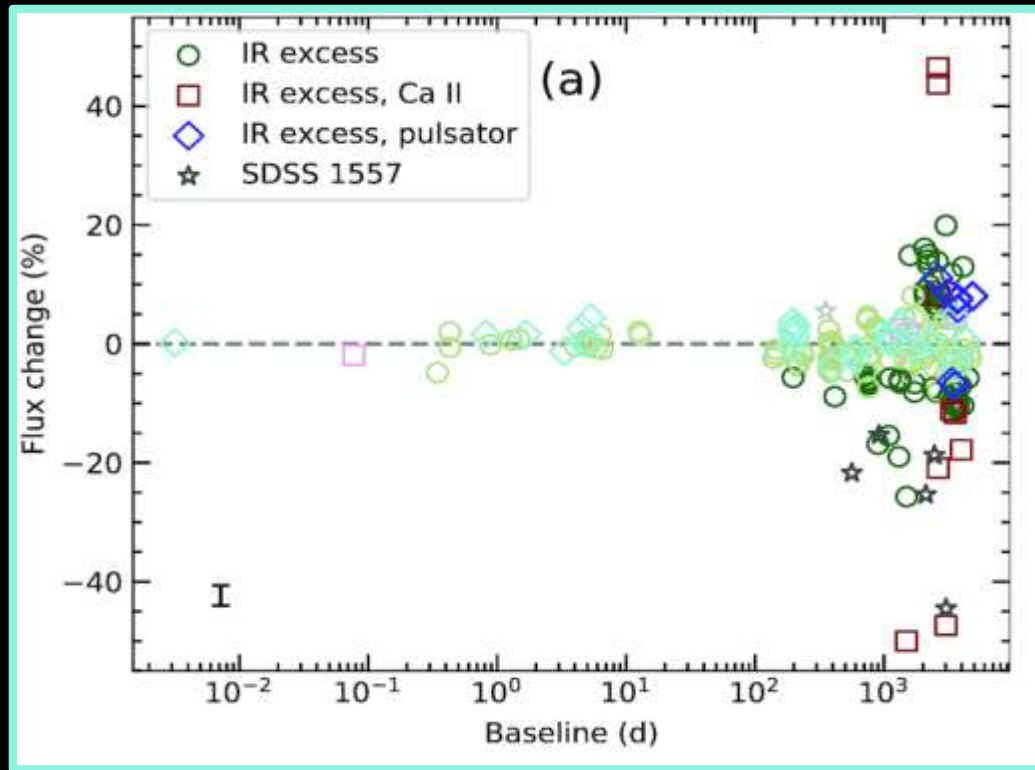 IR excess
(a)
IR excess, Ca II
IR excess, pulsator
SDSS 1557
40
20
0
−20
−40
Flux change (%)
10⁻² 10⁻¹ 10⁰ 10¹ 10² 10³
Baseline (d)